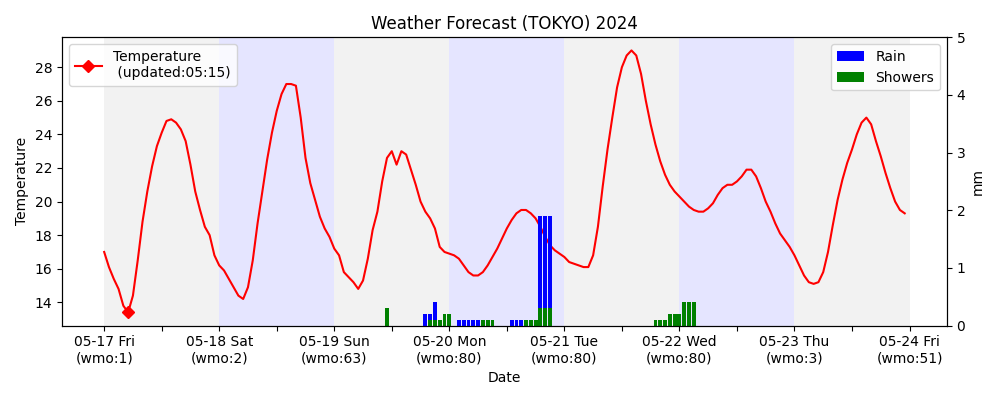 Weather Forecast (TOKYO) 2024
Temperature
(updated:05:15)
Rain
Showers
28
26
24
22
20
18
16
14
Temperature
5
4
3
2
1
0
mm
05-17 Fri
(wmo:1)
05-18 Sat
(wmo:2)
05-19 Sun
(wmo:63)
05-20 Mon
(wmo:80)
05-21 Tue
(wmo:80)
05-22 Wed
(wmo:80)
05-23 Thu
(wmo:3)
05-24 Fri
(wmo:51)
Date